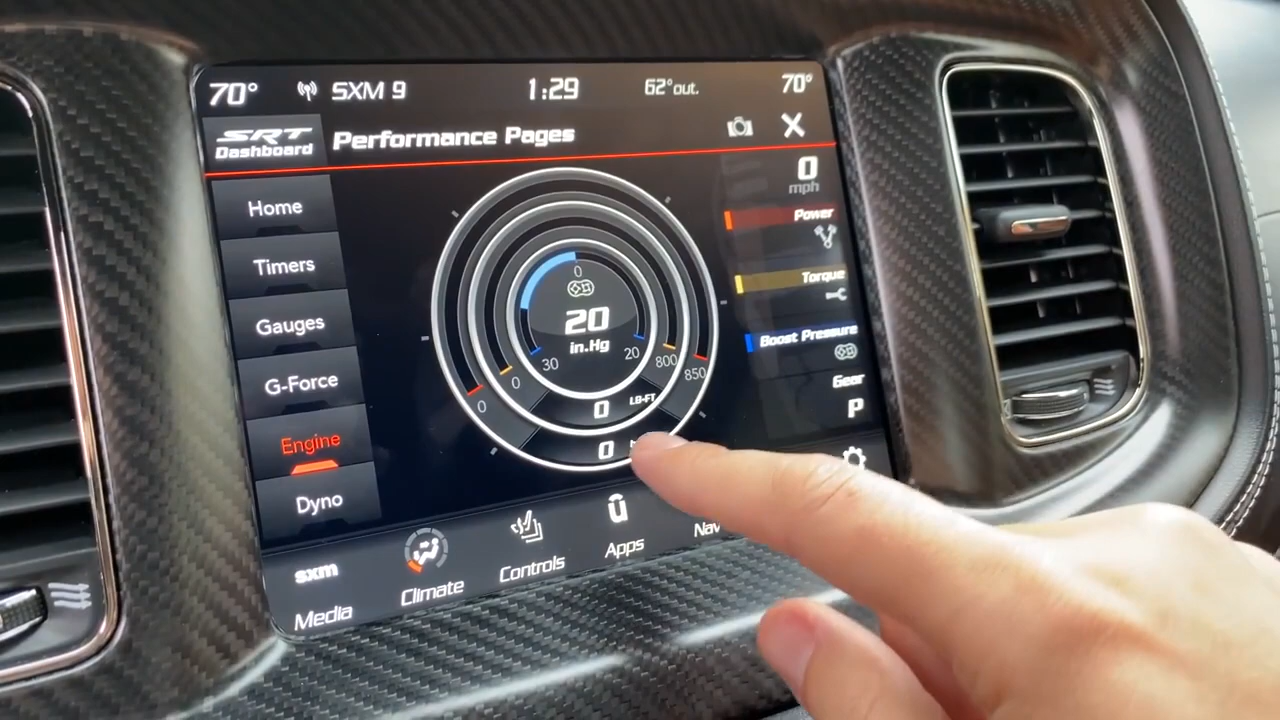 70° SXM 9 1:29 62°out. 70°
SRT
Dashboard
Performance Pages
0
mph
Home
Timers
Gauges
G-Force
Engine
Dyno
0
20
in.Hg
30 20
0 800
0 850
0 LB-FT
0
Power
Torque
Boost Pressure
Gear
P
sxm
Media
Climate
Controls
û
Apps
Nav